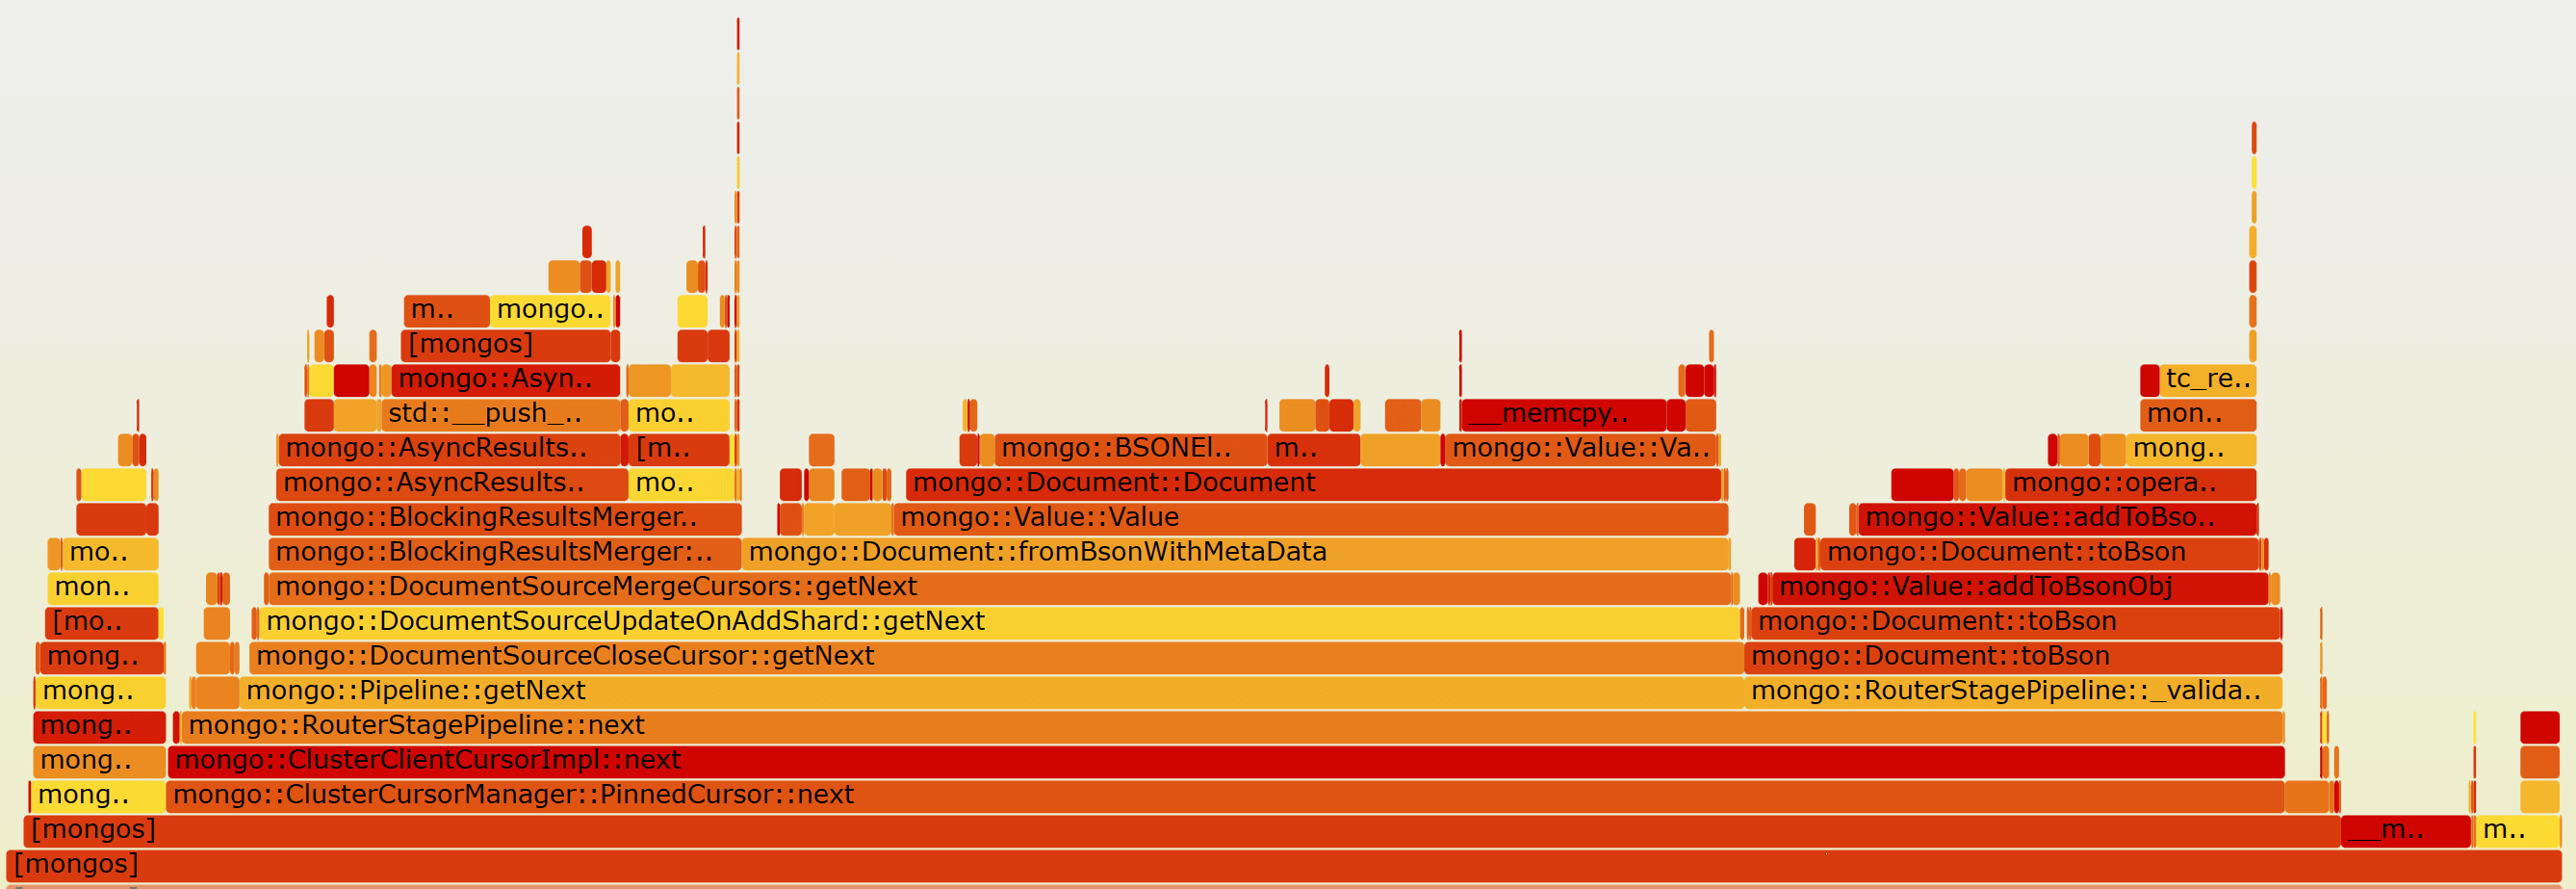 m.. mongo..
[mongos]
mongo::Asyn.. tc_re..
std::__push_.. mo.. __memcpy.. mon..
mongo::AsyncResults.. [m.. mongo::BSONEl.. m.. mongo::Value::Va.. mong..
mongo::AsyncResults.. mo.. mongo::Document::Document mongo::opera..
mongo::BlockingResultsMerger.. mongo::Value::Value mongo::Value::addToBso..
mo.. mongo::BlockingResultsMerger:.. mongo::Document::fromBsonWithMetaData mongo::Document::toBson
mon.. mongo::DocumentSourceMergeCursors::getNext mongo::Value::addToBsonObj
[mo.. mongo::DocumentSourceUpdateOnAddShard::getNext mongo::Document::toBson
mong.. mongo::DocumentSourceCloseCursor::getNext mongo::Document::toBson
mong.. mongo::Pipeline::getNext mongo::RouterStagePipeline::_valida..
mong.. mongo::RouterStagePipeline::next
mong.. mongo::ClusterClientCursorImpl::next
mong.. mongo::ClusterCursorManager::PinnedCursor::next
[mongos] __m.. m..
[mongos]